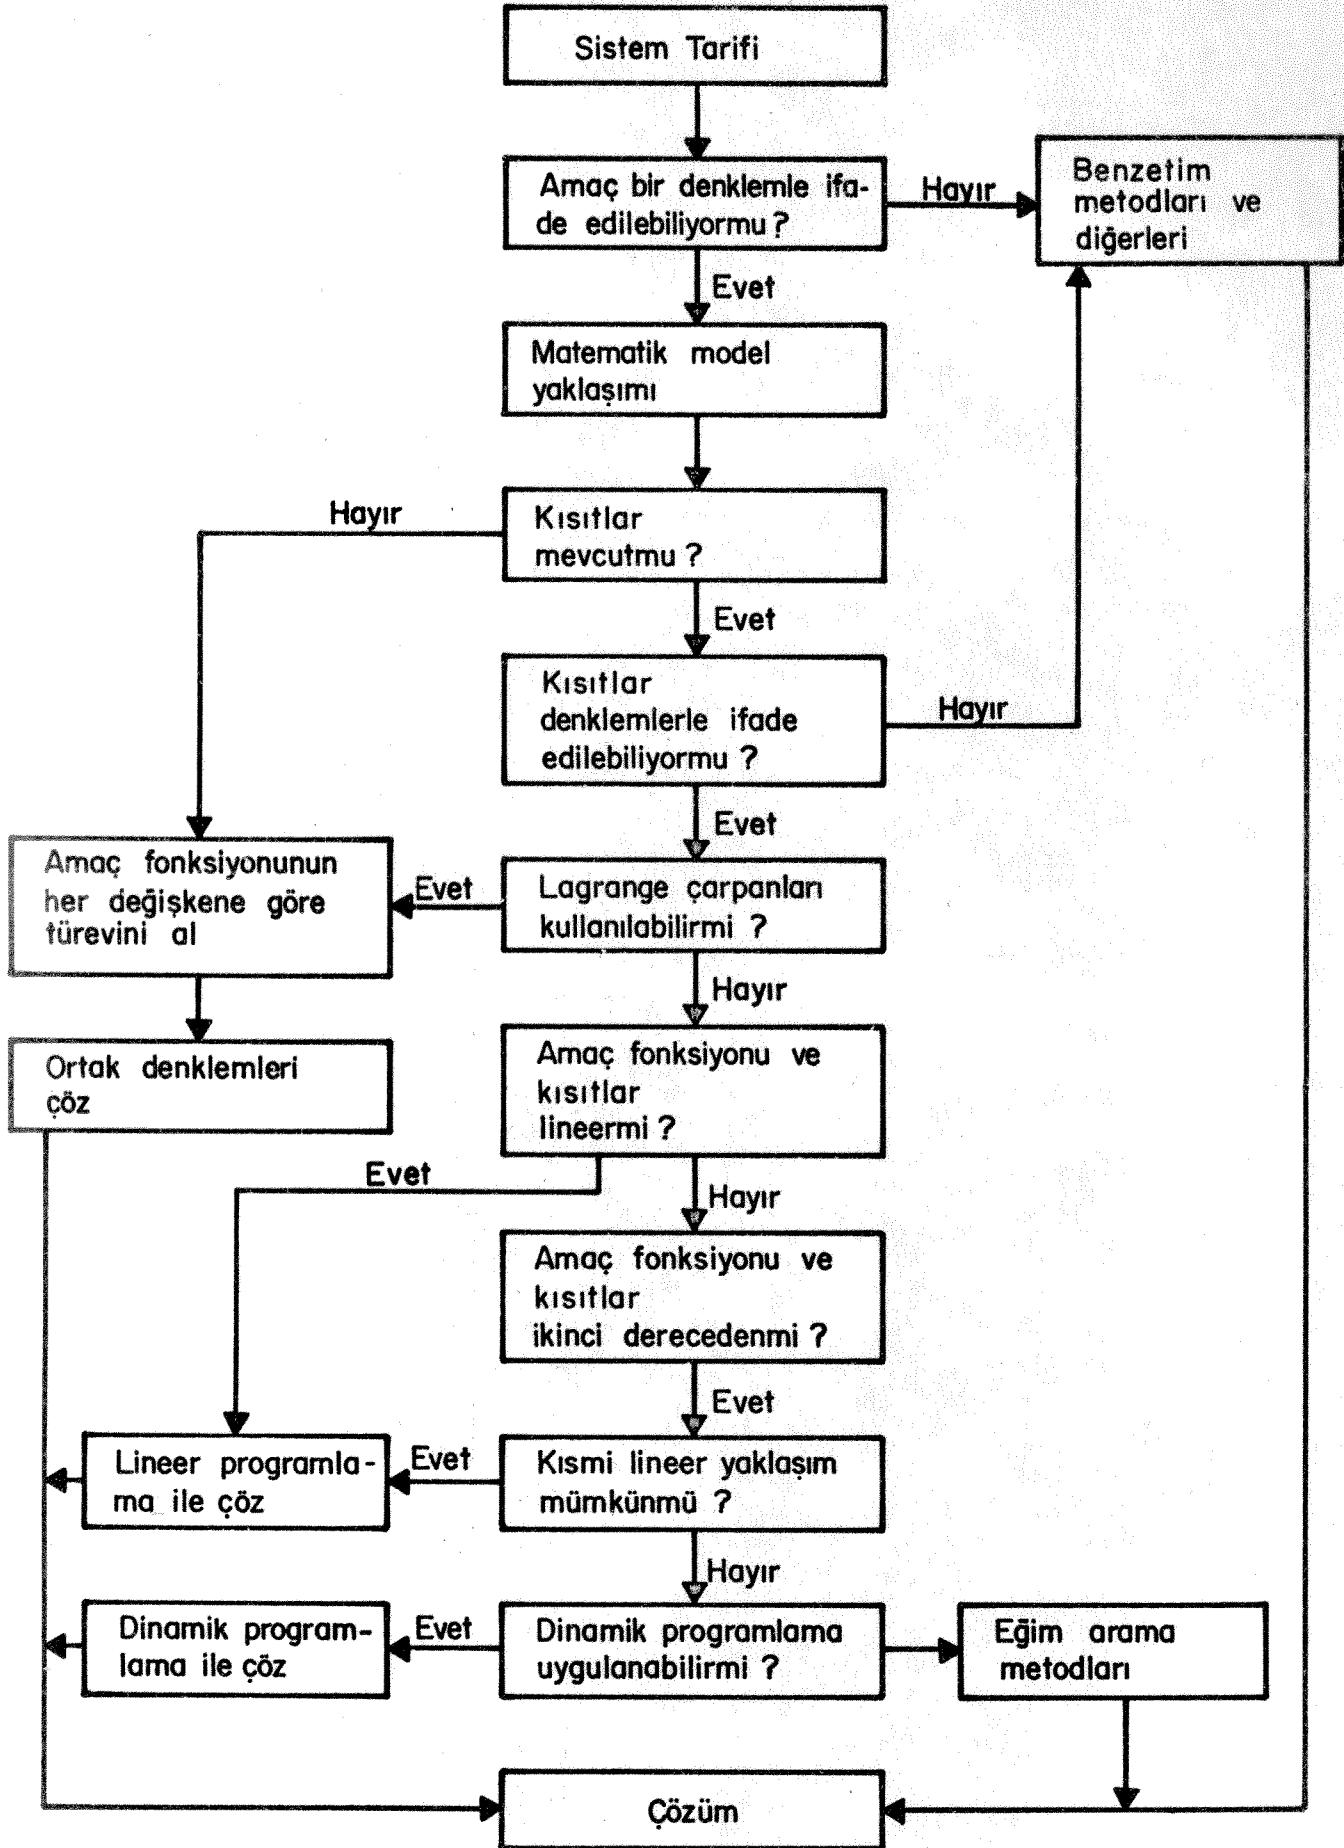 Sistem Tarifi
Amaç bir denklemle ifa-
de edilebiliyormu ?
Hayır
Benzetim
metodları ve
diğerleri
Evet
Matematik model
yaklaşımı
Hayır
Kısıtlar
mevcutmu ?
Evet
Kısıtlar
denklemlerle ifade
edilebiliyormu ?
Hayır
Evet
Amaç fonksiyonunun
her değişkene göre
türevini al
Evet
Lagrange çarpanları
kullanılabilirmi ?
Hayır
Ortak denklemleri
çöz
Amaç fonksiyonu ve
kısıtlar
lineermi ?
Evet
Hayır
Amaç fonksiyonu ve
kısıtlar
ikinci derecedenmi ?
Evet
Lineer programla-
ma ile çöz
Evet
Kısmi lineer yaklaşım
mümkünmü ?
Hayır
Dinamik program-
lama ile çöz
Evet
Dinamik programlama
uygulanabilirmi ?
Eğim arama
metodları
Çözüm